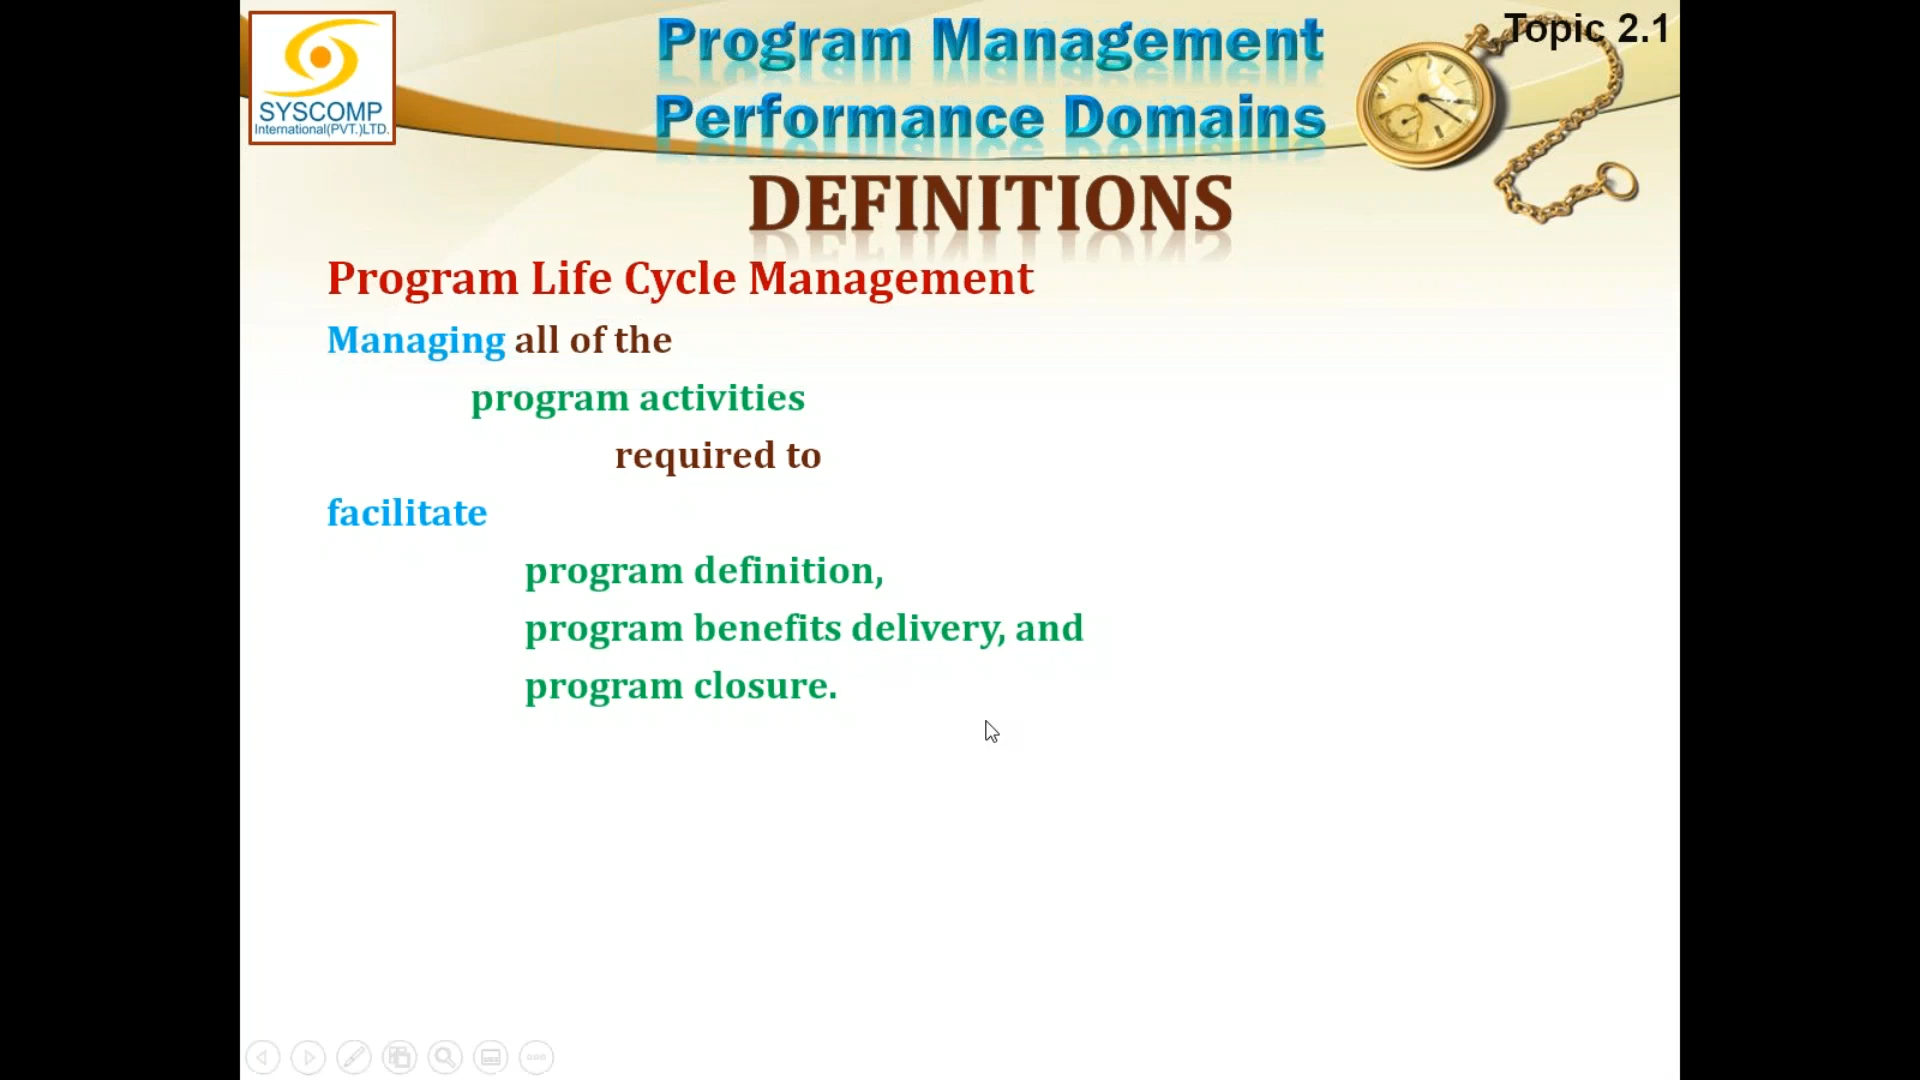 SYSCOMP
International(PVT.)LTD.
Program Management
Performance Domains
Topic 2.1
DEFINITIONS
Program Life Cycle Management
Managing all of the
program activities
required to
facilitate
program definition,
program benefits delivery, and
program closure.